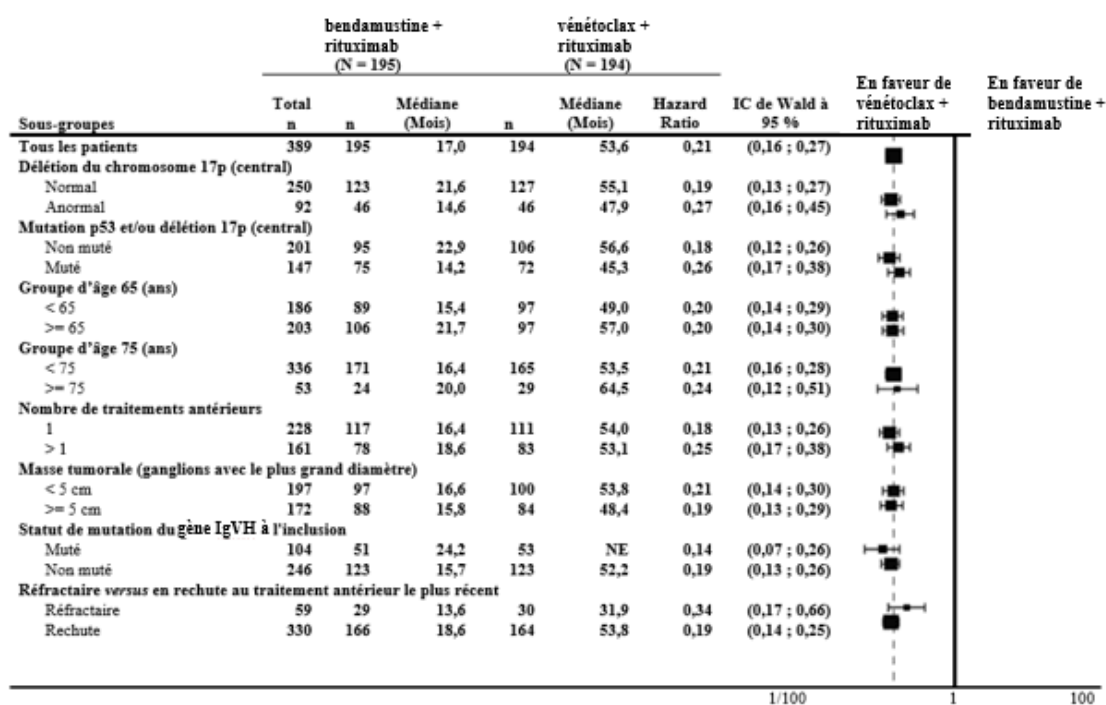 bendamustine + vénétoclax +
rituximab rituximab
(N = 195) (N = 194)
En faveur de En faveur de
Total Médiane Médiane Hazard IC de Wald à vénétoclax + bendamustine +
Sous-groupes n n (Mois) n (Mois) Ratio 95 % rituximab rituximab
Tous les patients 389 195 17,0 194 53,6 0,21 (0,16 ; 0,27)
Délétion du chromosome 17p (central)
Normal 250 123 21,6 127 55,1 0,19 (0,13 ; 0,27)
Anormal 92 46 14,6 46 47,9 0,27 (0,16 ; 0,45)
Mutation p53 et/ou délétion 17p (central)
Non muté 201 95 22,9 106 56,6 0,18 (0,12 ; 0,26)
Muté 147 75 14,2 72 45,3 0,26 (0,17 ; 0,38)
Groupe d'âge 65 (ans)
< 65 186 89 15,4 97 49,0 0,20 (0,14 ; 0,29)
>= 65 203 106 21,7 97 57,0 0,20 (0,14 ; 0,30)
Groupe d'âge 75 (ans)
< 75 336 171 16,4 165 53,5 0,21 (0,16 ; 0,28)
>= 75 53 24 20,0 29 64,5 0,24 (0,12 ; 0,51)
Nombre de traitements antérieurs
1 228 117 16,4 111 54,0 0,18 (0,13 ; 0,26)
> 1 161 78 18,6 83 53,1 0,25 (0,17 ; 0,38)
Masse tumorale (ganglions avec le plus grand diamètre)
< 5 cm 197 97 16,6 100 53,8 0,21 (0,14 ; 0,30)
>= 5 cm 172 88 15,8 84 48,4 0,19 (0,13 ; 0,29)
Statut de mutation du gène IgVH à l'inclusion
Muté 104 51 24,2 53 NE 0,14 (0,07 ; 0,26)
Non muté 246 123 15,7 123 52,2 0,19 (0,13 ; 0,26)
Réfractaire versus en rechute au traitement antérieur le plus récent
Réfractaire 59 29 13,6 30 31,9 0,34 (0,17 ; 0,66)
Rechute 330 166 18,6 164 53,8 0,19 (0,14 ; 0,25)
1/100 1 100